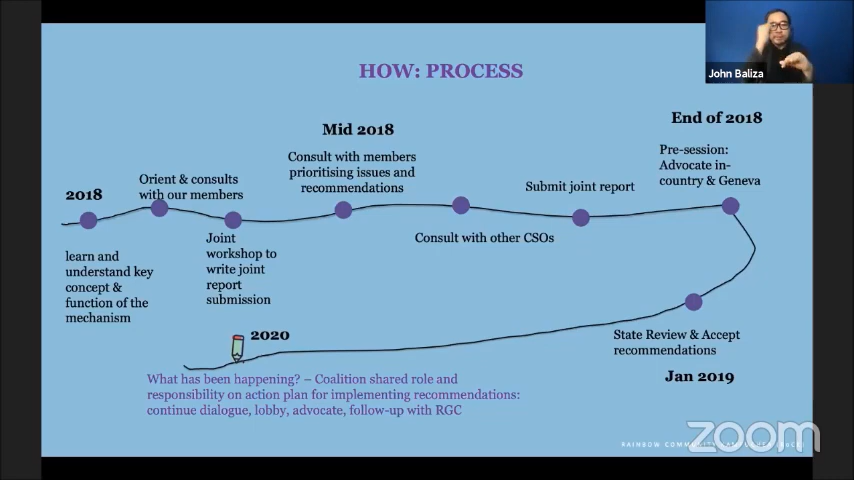 John Baliza
HOW: PROCESS
2018
learn and
understand key
concept &
function of the
mechanism
Orient & consults
with our members
Joint
workshop to
write joint
report
submission
Mid 2018
Consult with members
prioritising issues and
recommendations
Consult with other CSOs
Submit joint report
End of 2018
Pre-session:
Advocate in-
country & Geneva
State Review & Accept
recommendations
Jan 2019
2020
What has been happening? – Coalition shared role and
responsibility on action plan for implementing recommendations:
continue dialogue, lobby, advocate, follow-up with RGC
RAINBOW
zoom